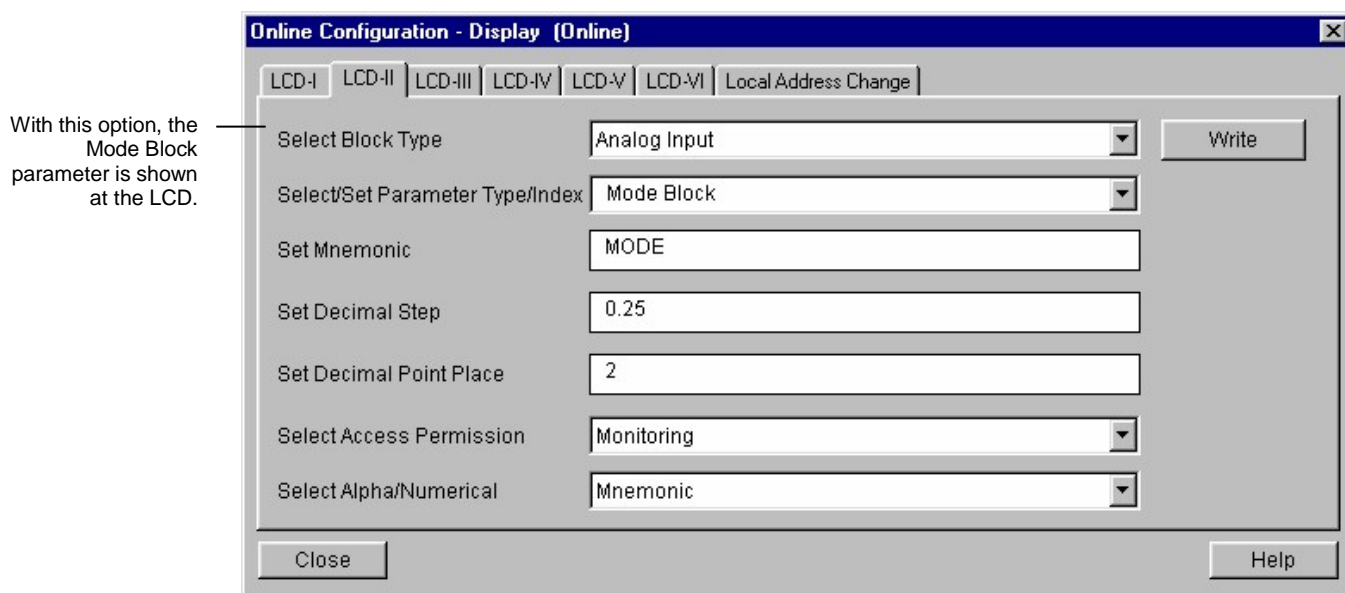 Online Configuration - Display (Online)
LCD-I LCD-II LCD-III LCD-IV LCD-V LCD-VI Local Address Change
With this option, the
Mode Block
parameter is shown
at the LCD.
Select Block Type Analog Input Write
Select/Set Parameter Type/Index Mode Block
Set Mnemonic MODE
Set Decimal Step 0.25
Set Decimal Point Place 2
Select Access Permission Monitoring
Select Alpha/Numerical Mnemonic
Close Help